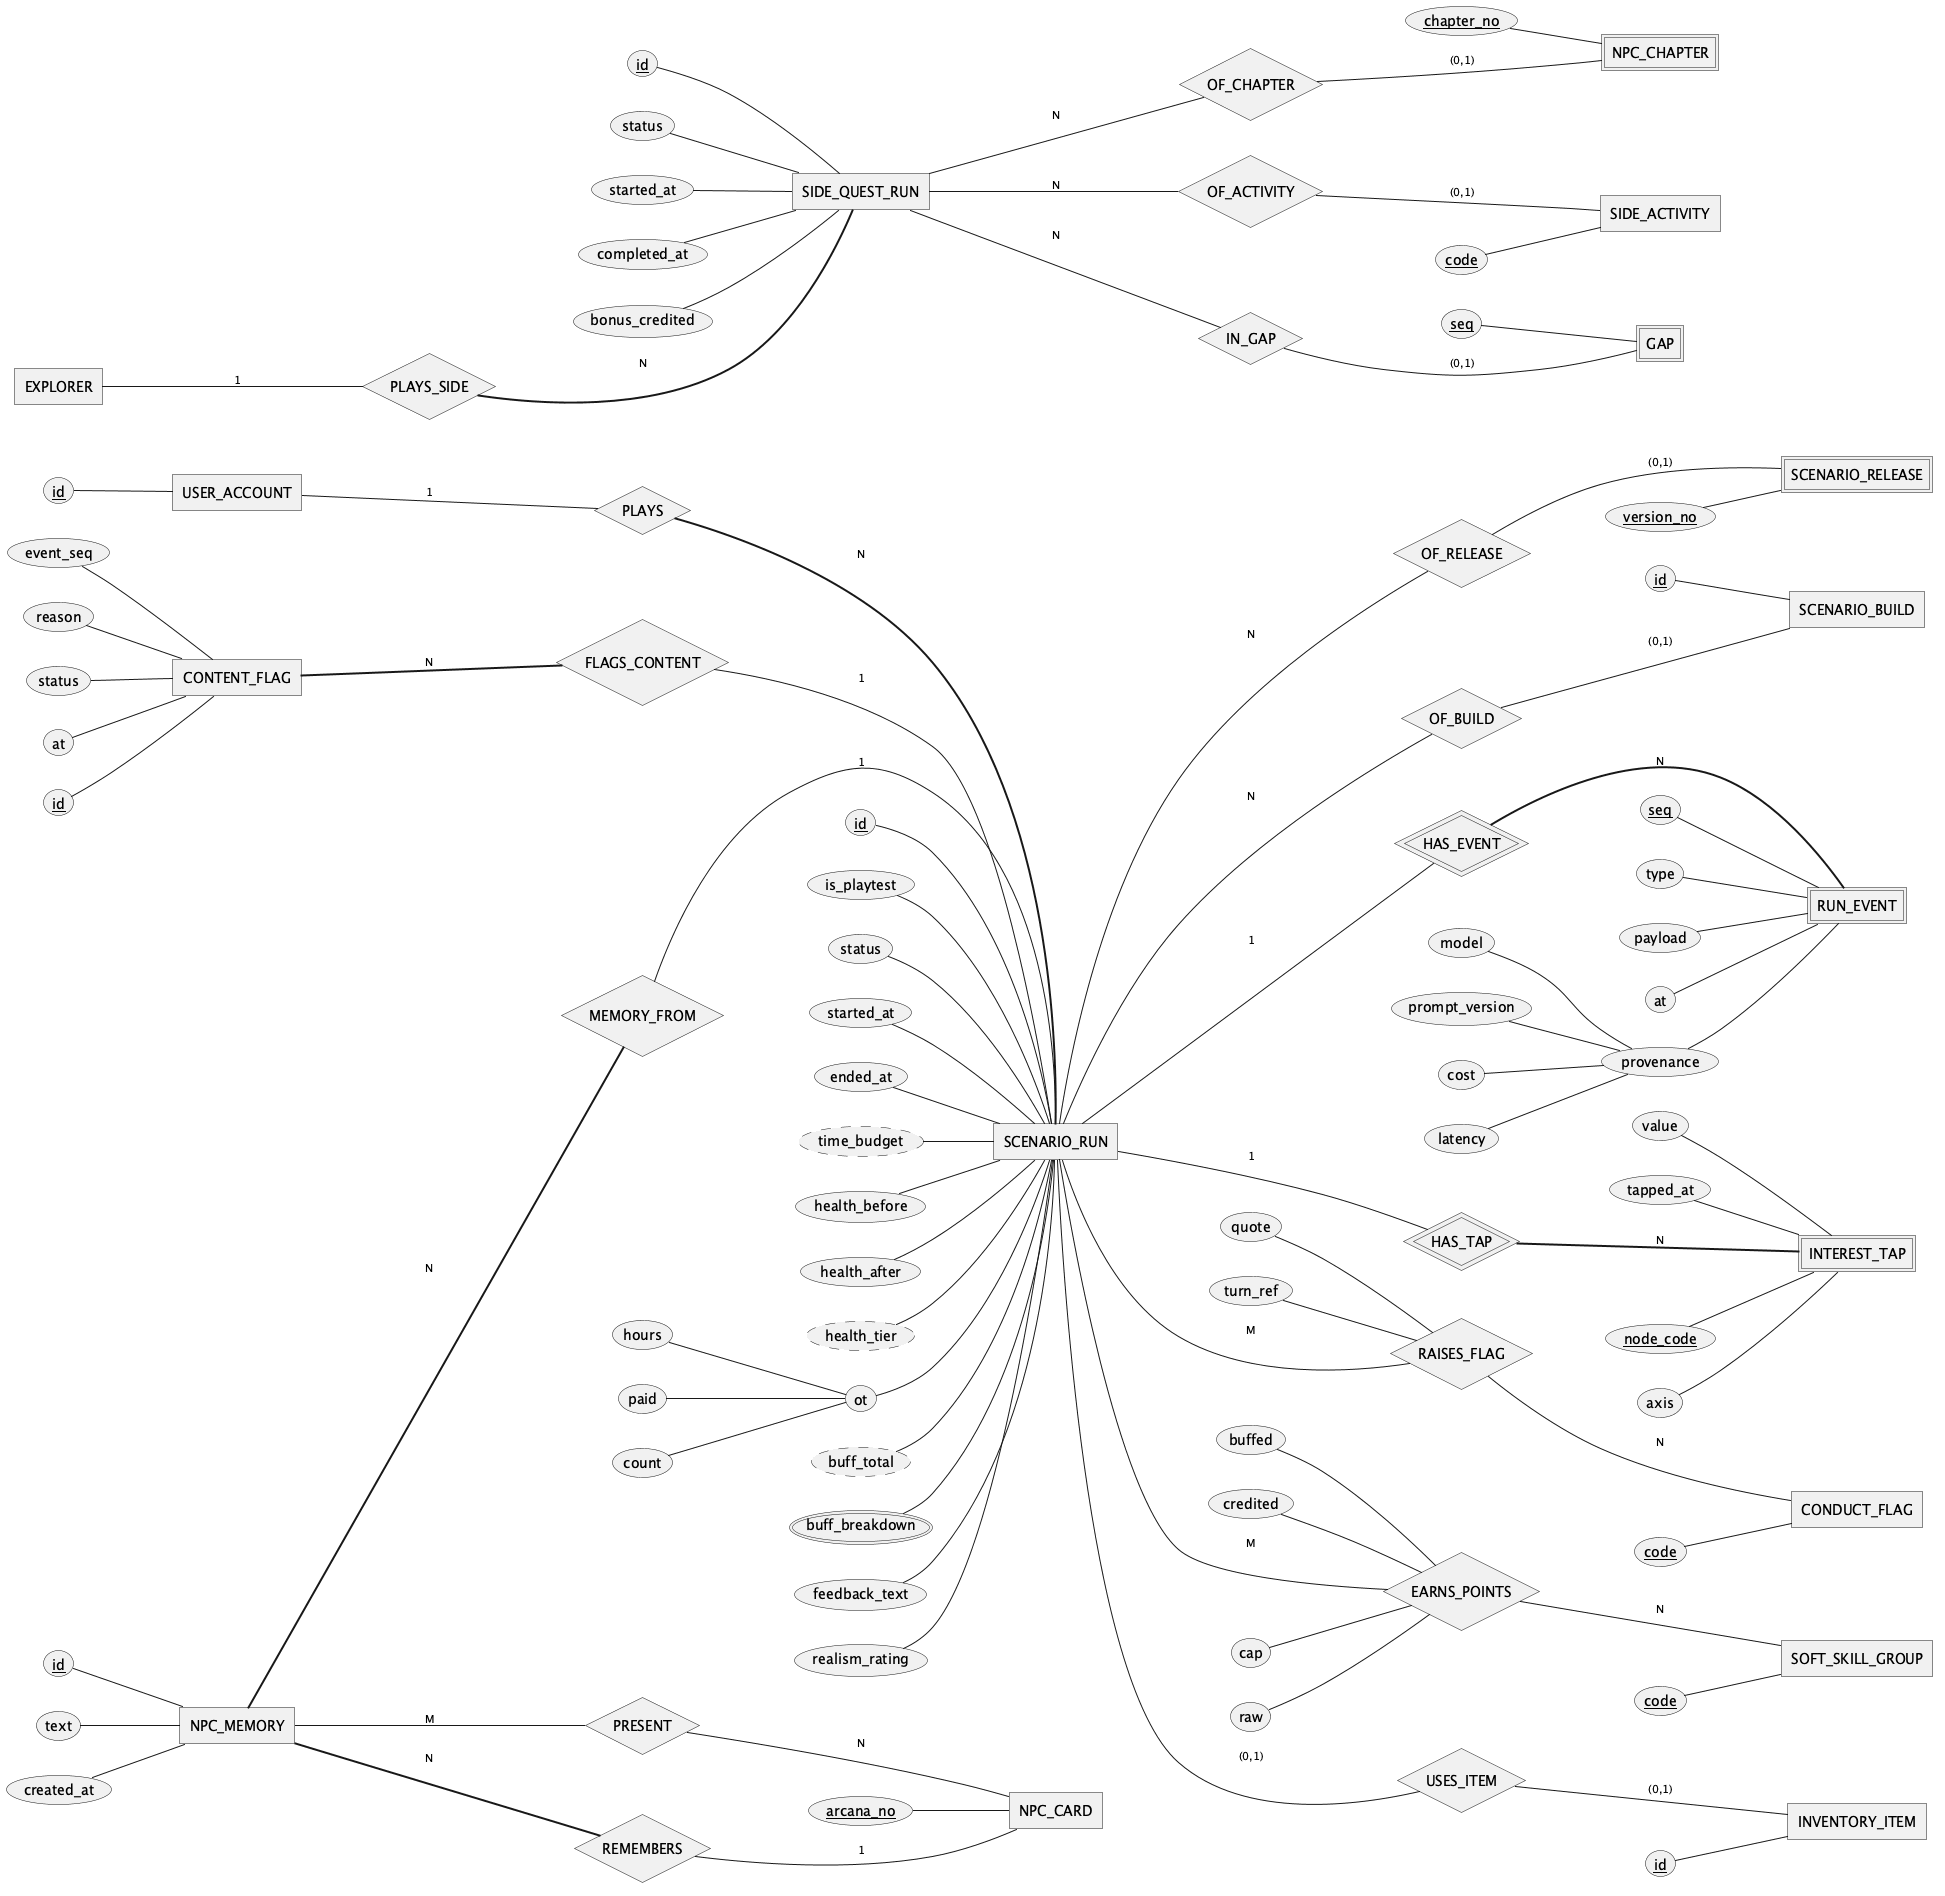 chapter_no
NPC_CHAPTER
(0,1)
OF_CHAPTER
N
id
status
started_at
SIDE_QUEST_RUN
N
OF_ACTIVITY
(0,1)
SIDE_ACTIVITY
code
completed_at
N
bonus_credited
IN_GAP
seq
GAP
(0,1)
EXPLORER
1
PLAYS_SIDE
N
id
USER_ACCOUNT
1
PLAYS
N
(0,1)
SCENARIO_RELEASE
version_no
OF_RELEASE
N
event_seq
reason
status
at
id
CONTENT_FLAG
N
FLAGS_CONTENT
1
id
SCENARIO_BUILD
(0,1)
OF_BUILD
N
1
MEMORY_FROM
N
id
is_playtest
status
started_at
ended_at
time_budget
health_before
health_after
health_tier
hours
paid
count
ot
buff_total
buff_breakdown
feedback_text
realism_rating
SCENARIO_RUN
1
HAS_EVENT
N
seq
type
payload
at
RUN_EVENT
model
prompt_version
cost
latency
provenance
1
HAS_TAP
N
value
tapped_at
INTEREST_TAP
node_code
axis
quote
turn_ref
M
RAISES_FLAG
N
CONDUCT_FLAG
code
buffed
credited
M
EARNS_POINTS
cap
raw
N
SOFT_SKILL_GROUP
code
(0,1)
USES_ITEM
(0,1)
INVENTORY_ITEM
id
id
text
created_at
NPC_MEMORY
M
PRESENT
N
N
REMEMBERS
1
arcana_no
NPC_CARD